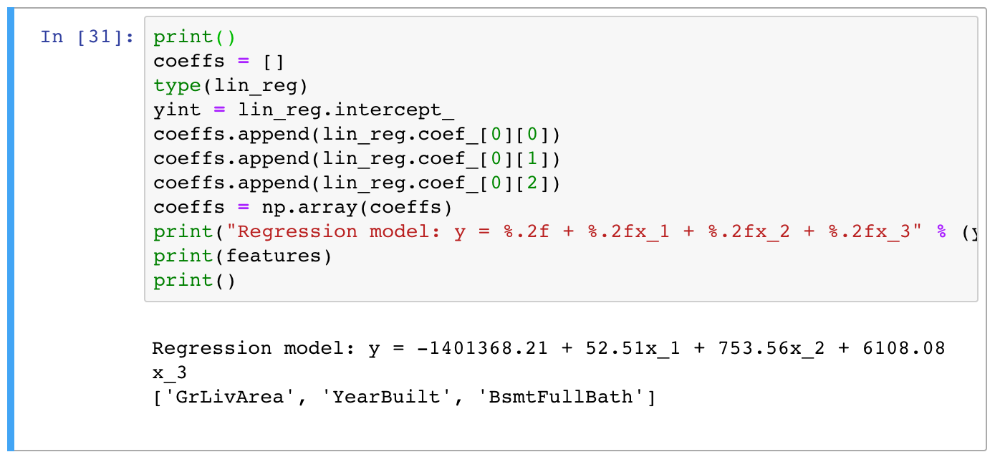 In [31]:
print()
coeffs = []
type(lin_reg)
yint = lin_reg.intercept_
coeffs.append(lin_reg.coef_[0][0])
coeffs.append(lin_reg.coef_[0][1])
coeffs.append(lin_reg.coef_[0][2])
coeffs = np.array(coeffs)
print("Regression model: y = %.2f + %.2fx_1 + %.2fx_2 + %.2fx_3" % (
print(features)
print()
Regression model: y = -1401368.21 + 52.51x_1 + 753.56x_2 + 6108.08
x_3
['GrLivArea', 'YearBuilt', 'BsmtFullBath']